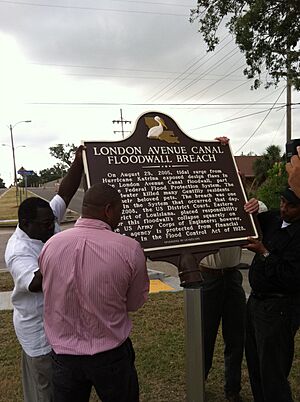 LONDON AVENUE CANAL
FLOODWALL BREACH
On August 29, 2005, tidal surge from
Hurricane Katrina exposed design flaws in
London Avenue Canal floodwall, part
Federal Flood Protection System. The
killed many Gentilly residents
beloved pets. The breach was one
in the System that occurred that day.
2008, the US District Court, Eastern
of Louisiana, placed responsibility
this floodwall's collapse squarely on
US Army Corps of Engineers; however,
agency is protected from financial
in the Flood Control Act of 1928.